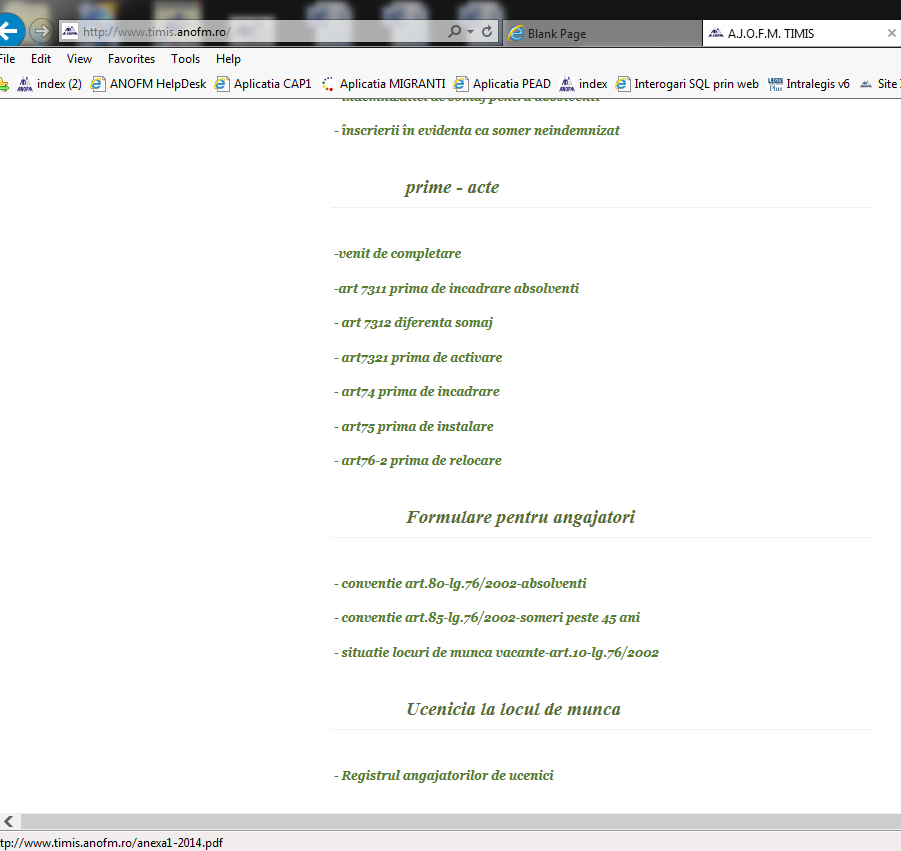 http://www.timis.anofm.ro/
Blank Page
A.J.O.F.M. TIMIS
File Edit View Favorites Tools Help
index (2) ANOFM HelpDesk Aplicatia CAP1 Aplicatia MIGRANTI Aplicatia PEAD index Interogari SQL prin web Intralegis v6 Site
- indemnizatiei de somaj pentru absolventi
- înscrierii în evidenta ca somer neindemnizat
prime - acte
-venit de completare
-art 7311 prima de incadrare absolventi
- art 7312 diferenta somaj
- art7321 prima de activare
- art74 prima de incadrare
- art75 prima de instalare
- art76-2 prima de relocare
Formulare pentru angajatori
- conventie art.80-lg.76/2002-absolventi
- conventie art.85-lg.76/2002-someri peste 45 ani
- situatie locuri de munca vacante-art.10-lg.76/2002
Ucenicia la locul de munca
- Registrul angajatorilor de ucenici
tp://www.timis.anofm.ro/anexa1-2014.pdf